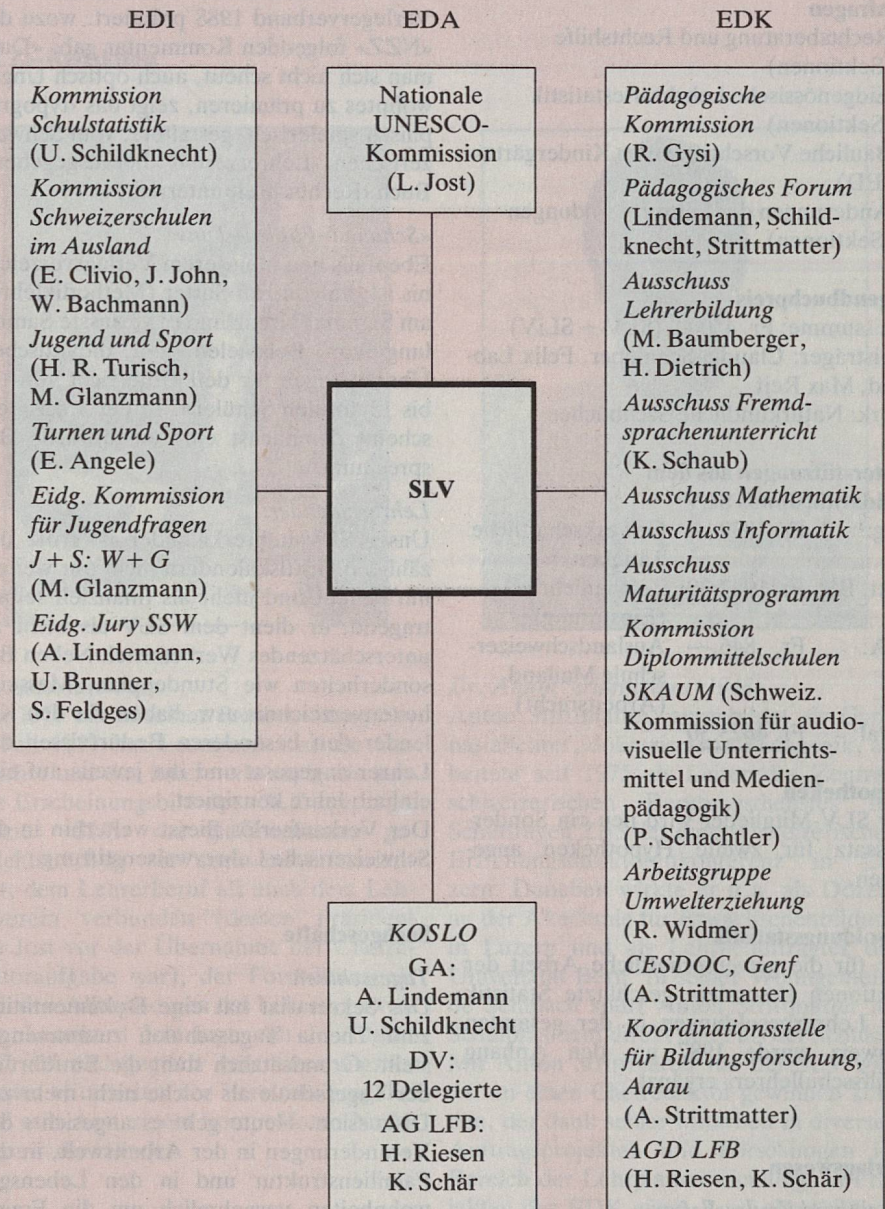 EDI
Kommission
Schulstatistik
(U. Schildknecht)
Kommission
Schweizerschulen
im Ausland
(E. Clivio, J. John,
W. Bachmann)
Jugend und Sport
(H. R. Turisch,
M. Glanzmann)
Turnen und Sport
(E. Angele)
Eidg. Kommission
für Jugendfragen
J + S: W + G
(M. Glanzmann)
Eidg. Jury SSW
(A. Lindemann,
U. Brunner,
S. Feldges)
EDA
Nationale
UNESCO-
Kommission
(L. Jost)
SLV
KOSLO
GA:
A. Lindemann
U. Schildknecht
DV:
12 Delegierte
AG LFB:
H. Riesen
K. Schär
EDK
Pädagogische
Kommission
(R. Gysi)
Pädagogisches Forum
(Lindemann, Schild-
knecht, Strittmatter)
Ausschuss
Lehrerbildung
(M. Baumberger,
H. Dietrich)
Ausschuss Fremd-
sprachenunterricht
(K. Schaub)
Ausschuss Mathematik
Ausschuss Informatik
Ausschuss
Maturitätsprogramm
Kommission
Diplommittelschulen
SKAUM (Schweiz.
Kommission für audio-
visuelle Unterrichts-
mittel und Medien-
pädagogik)
(P. Schachtler)
Arbeitsgruppe
Umwelterziehung
(R. Widmer)
CESDOC, Genf
(A. Strittmatter)
Koordinationsstelle
für Bildungsforschung,
Aarau
(A. Strittmatter)
AGD LFB
(H. Riesen, K. Schär)